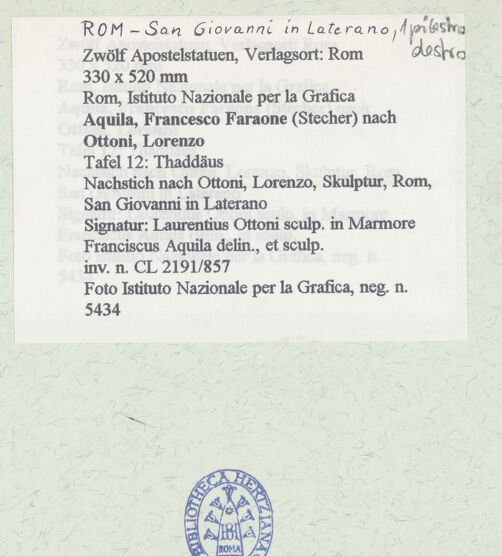 ROM - San Giovanni in Laterano, 1 pilastro
destro
Zwölf Apostelstatuen, Verlagsort: Rom
330 x 520 mm
Rom, Istituto Nazionale per la Grafica
Aquila, Francesco Faraone (Stecher) nach
Ottoni, Lorenzo
Tafel 12: Thaddäus
Nachstich nach Ottoni, Lorenzo, Skulptur, Rom,
San Giovanni in Laterano
Signatur: Laurentius Ottoni sculp. in Marmore
Franciscus Aquila delin., et sculp.
inv. n. CL 2191/857
Foto Istituto Nazionale per la Grafica, neg. n.
5434
BIBLIOTHECA HERTZIANA
ROMA